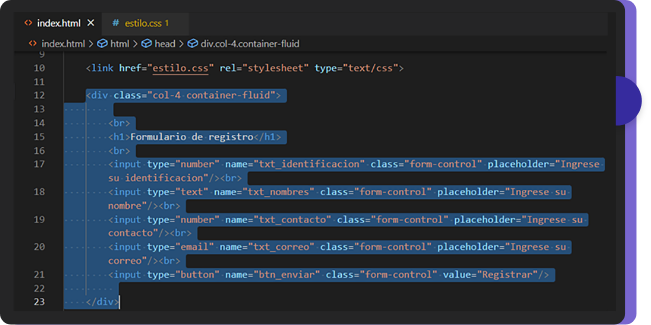 index.html × # estilo.css 1
index.html > html > head > div.col-4.container-fluid
9
10 <link href="estilo.css" rel="stylesheet" type="text/css">
11
12 <div class="col-4 container-fluid">
13
14 <br>
15 <h1>Formulario de registro</h1>
16 <br>
17 <input type="number" name="txt_identificacion" class="form-control" placeholder="Ingrese
su identificacion"/><br>
18 <input type="text" name="txt_nombres" class="form-control" placeholder="Ingrese su
nombre"/><br>
19 <input type="number" name="txt_contacto" class="form-control" placeholder="Ingrese su
contacto"/><br>
20 <input type="email" name="txt_correo" class="form-control" placeholder="Ingrese su
correo"/><br>
21 <input type="button" name="btn_enviar" class="form-control" value="Registrar"/>
22
23 </div>